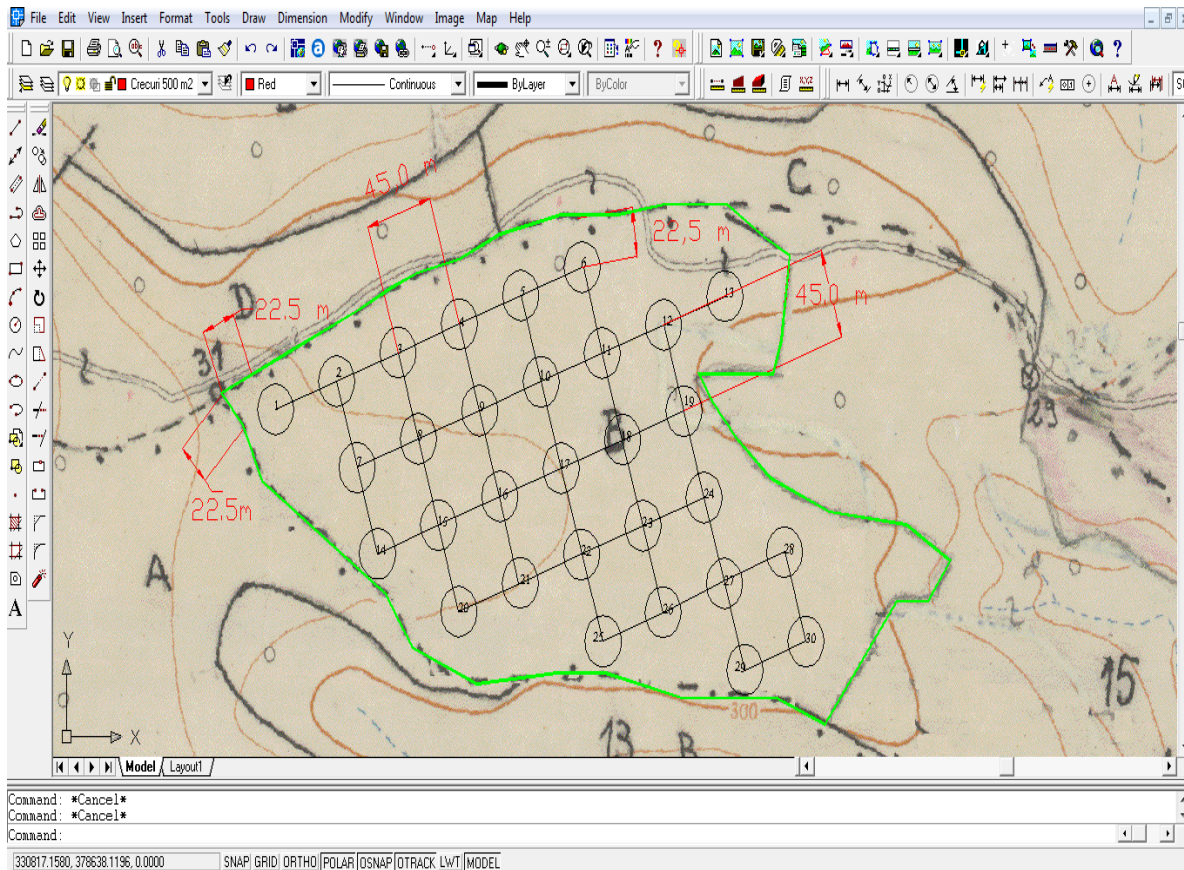 File Edit View Insert Format Tools Draw Dimension Modify Window Image Map Help
Crecuri 500 m2 Red Continuous ByLayer ByColor
C
45.0 m
22,5 m
D
22.5 m
45.0 m
31
6
5
13
4
12
3
11
2
10
1
9
19
8
B
18
29
7
17
16
24
15
23
14
22
28
A
21
27
20
26
25
30
29
22.5m
300
15
13
B
Y
X
Model Layout1
Command: *Cancel*
Command: *Cancel*
Command:
330817.1580, 378638.1196, 0.0000 SNAP GRID ORTHO POLAR OSNAP OTRACK LWT MODEL